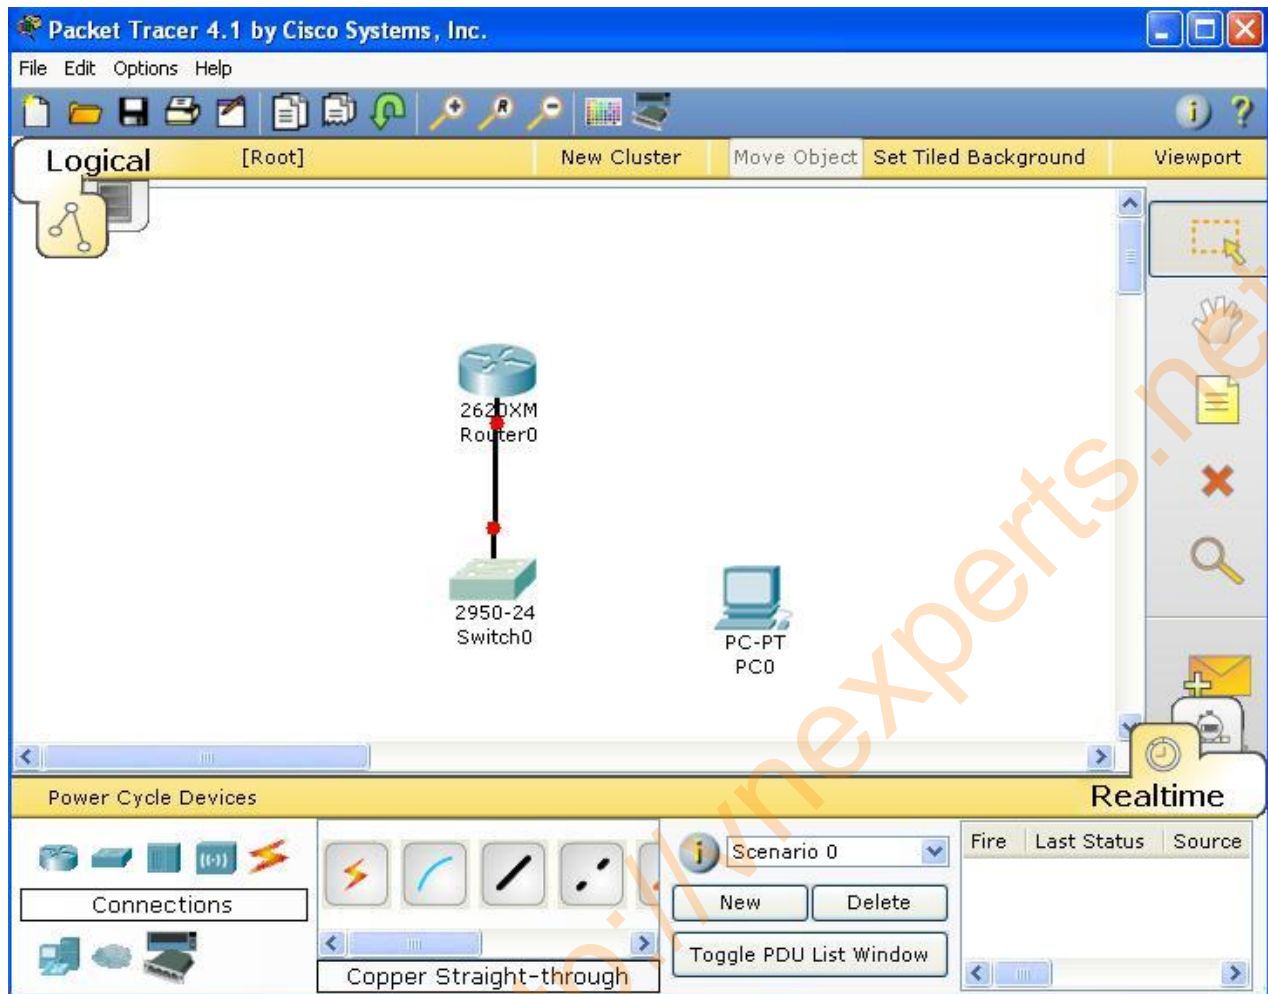 Packet Tracer 4.1 by Cisco Systems, Inc.
File Edit Options Help
Logical [Root] New Cluster Move Object Set Tiled Background Viewport
2620XM
Router0
2950-24
Switch0
PC-PT
PC0
Power Cycle Devices
Realtime
Scenario 0
Fire Last Status Source
Connections
New Delete
Toggle PDU List Window
Copper Straight-through
://vnexperts.net